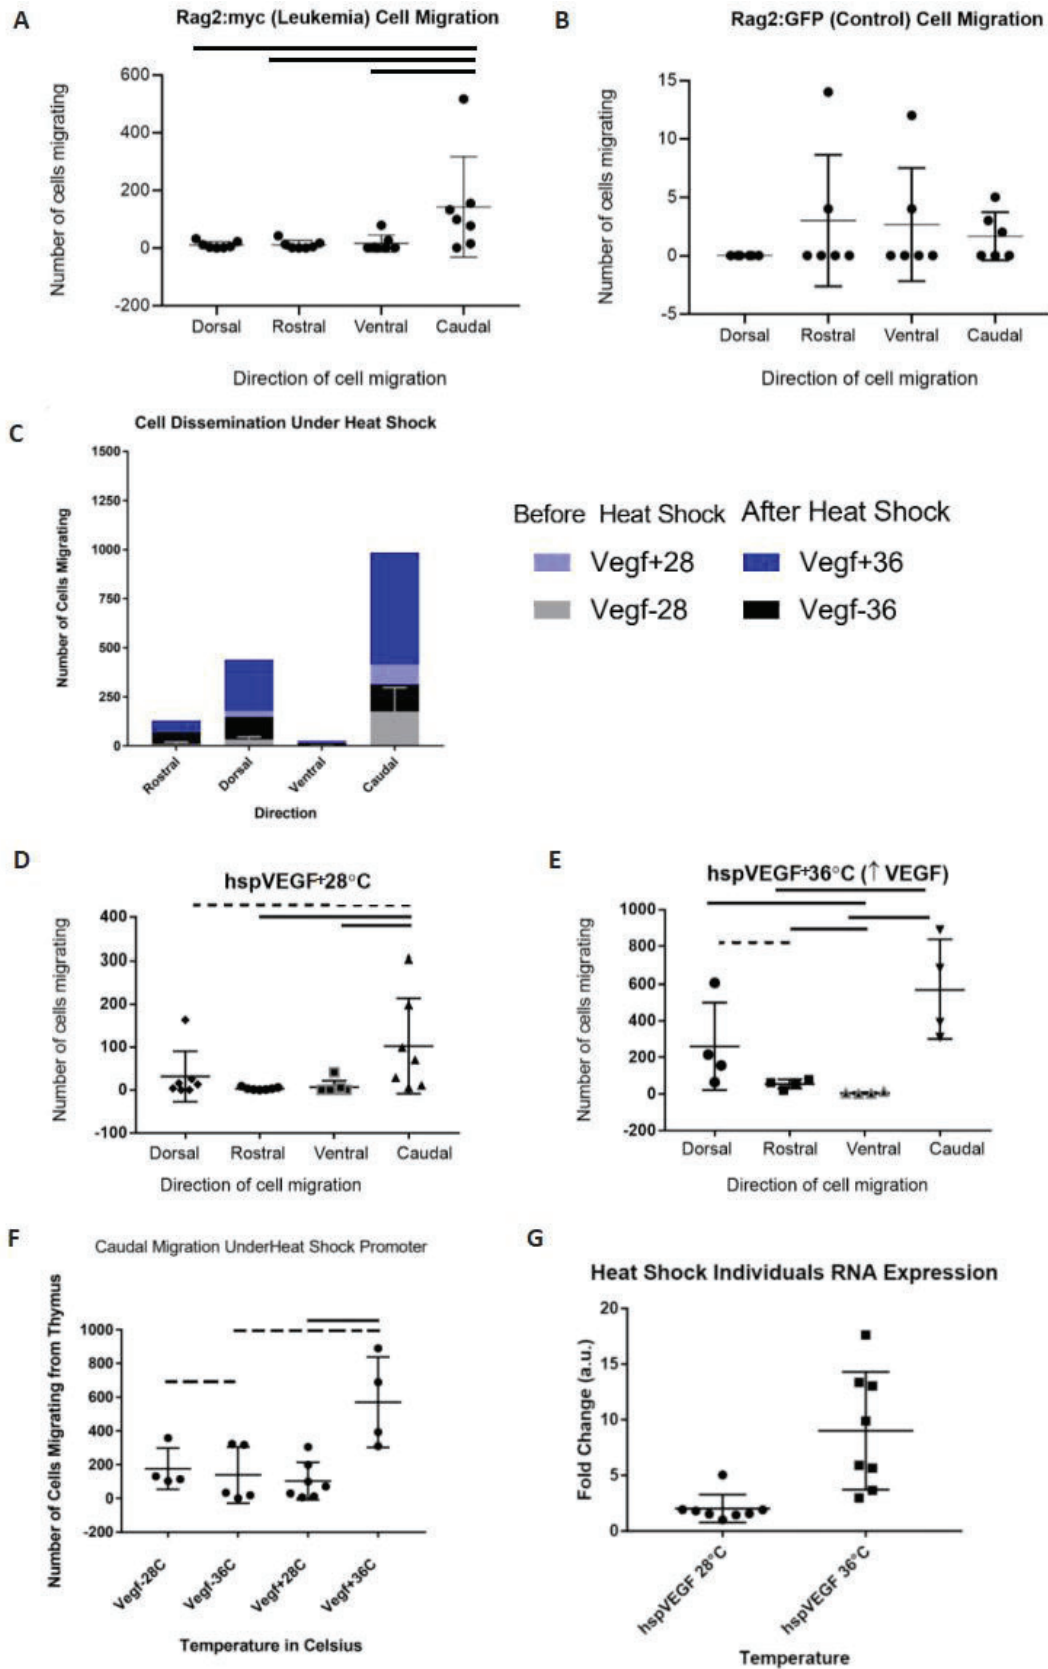 A
Rag2:myc (Leukemia) Cell Migration
Number of cells migrating
600
400
200
0
-200
Dorsal Rostral Ventral Caudal
Direction of cell migration
B
Rag2:GFP (Control) Cell Migration
Number of cells migrating
15
10
5
0
-5
Dorsal Rostral Ventral Caudal
Direction of cell migration
C
Cell Dissemination Under Heat Shock
Number of Cells Migrating
1500
1250
1000
750
500
250
0
Rostral Dorsal Ventral Caudal
Direction
Before Heat Shock After Heat Shock
Vegf+28 Vegf+36
Vegf-28 Vegf-36
D
hspVEGF+28°C
Number of cells migrating
400
300
200
100
0
-100
Dorsal Rostral Ventral Caudal
Direction of cell migration
E
hspVEGF+36°C (↑ VEGF)
Number of cells migrating
1000
800
600
400
200
0
-200
Dorsal Rostral Ventral Caudal
Direction of cell migration
F
Caudal Migration UnderHeat Shock Promoter
Number of Cells Migrating from Thymus
1000
800
600
400
200
0
-200
Vegf-28C Vegf-36C Vegf+28C Vegf+36C
Temperature in Celsius
G
Heat Shock Individuals RNA Expression
Fold Change (a.u.)
20
15
10
5
0
hspVEGF 28°C hspVEGF 36°C
Temperature